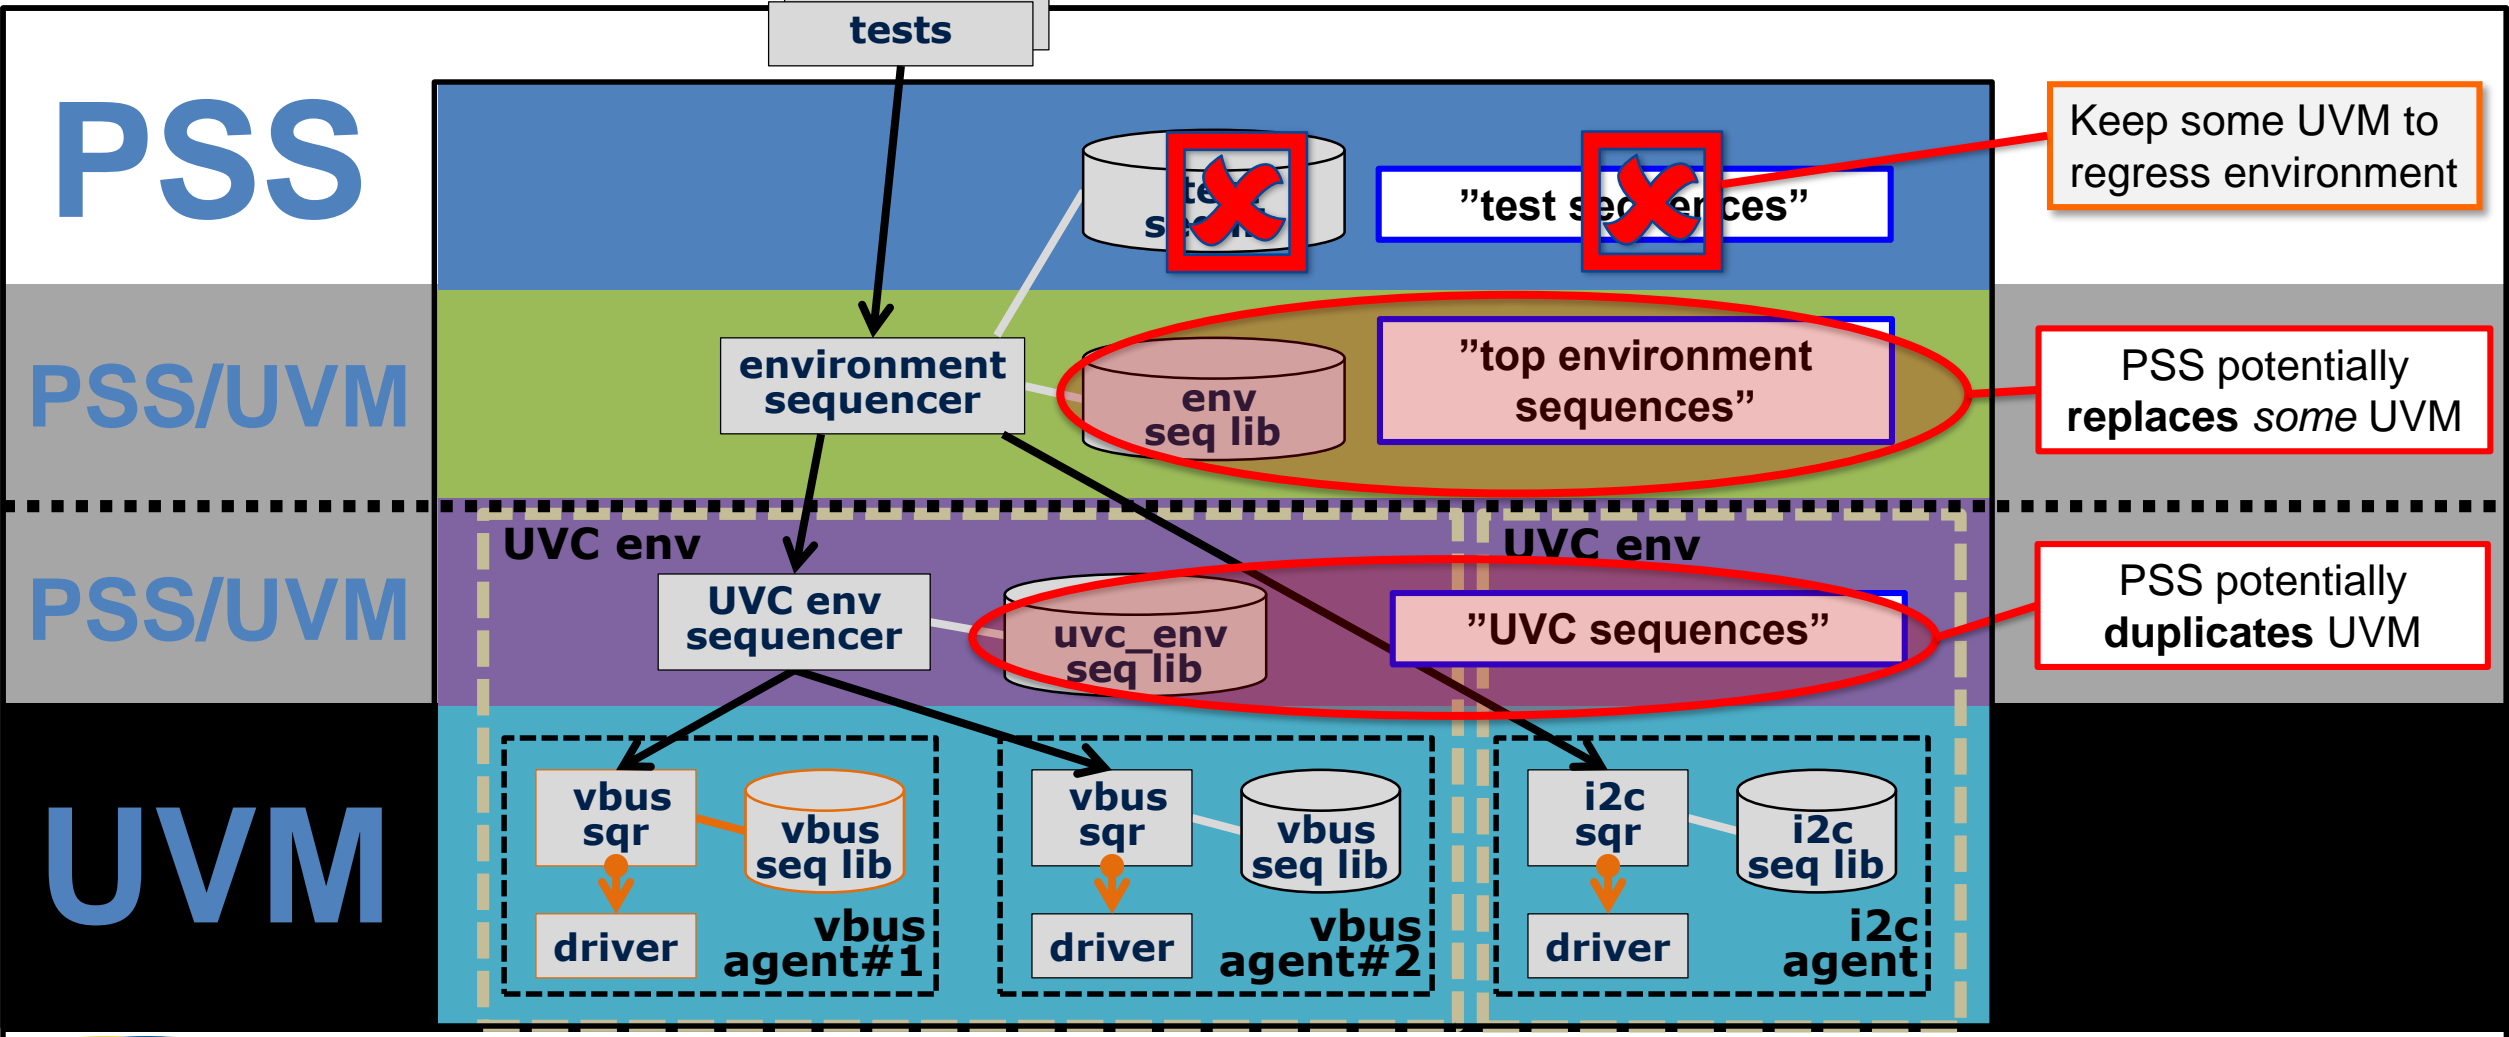 tests
PSS
Keep some UVM to
regress environment
”test sequences”
PSS/UVM
environment
sequencer
env
seq lib
”top environment
sequences”
PSS potentially
replaces some UVM
PSS/UVM
UVC env
UVC env
UVC env
sequencer
uvc_env
seq lib
”UVC sequences”
PSS potentially
duplicates UVM
UVM
vbus
sqr
vbus
seq lib
driver
vbus
agent#1
vbus
sqr
vbus
seq lib
driver
vbus
agent#2
i2c
sqr
i2c
seq lib
driver
i2c
agent